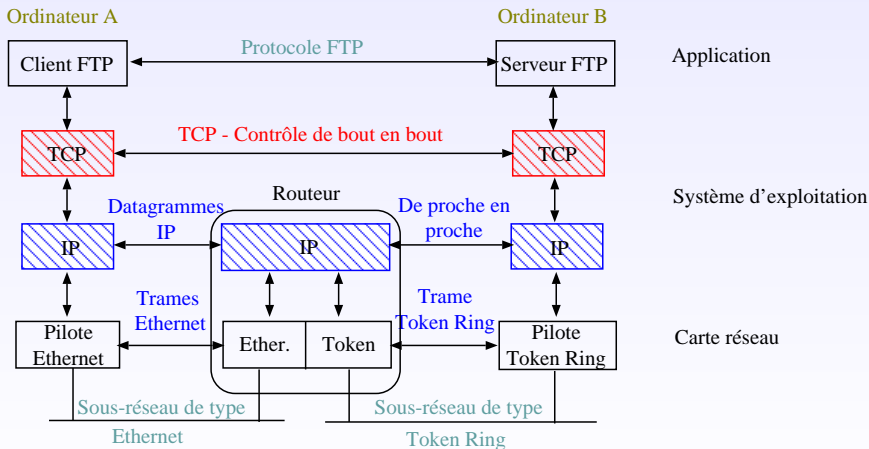 Ordinateur A
Ordinateur B
Protocole FTP
Client FTP
Serveur FTP
Application
TCP - Contrôle de bout en bout
TCP
TCP
Routeur
Système d’exploitation
Datagrammes
IP
De proche en
proche
IP
IP
IP
Trames
Ethernet
Trame
Token Ring
Pilote
Ethernet
Ether.
Token
Pilote
Token Ring
Carte réseau
Sous-réseau de type
Ethernet
Sous-réseau de type
Token Ring